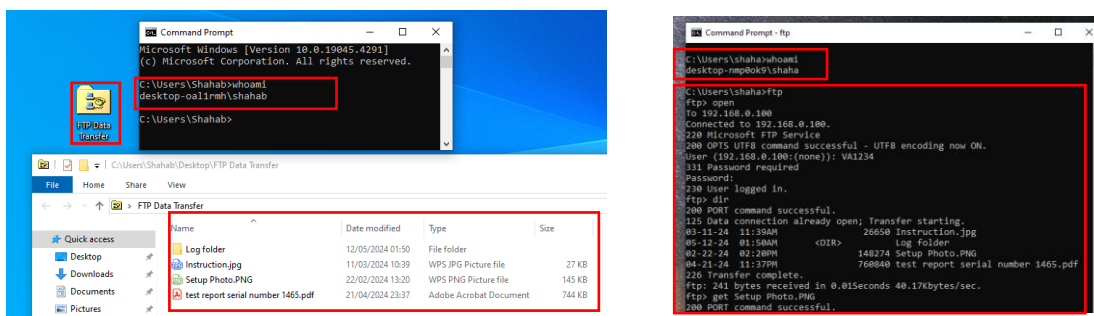 Command Prompt
Microsoft Windows [Version 10.0.19045.4291]
(c) Microsoft Corporation. All rights reserved.
C:\Users\Shahab>whoami
desktop-oal1rmh\shahab
C:\Users\Shahab>
FTP Data
Transfer
C:\Users\Shahab\Desktop\FTP Data Transfer
File Home Share View
FTP Data Transfer
Name Date modified Type Size
Quick access
Desktop
Downloads
Documents
Pictures
Log folder 12/05/2024 01:50 File folder
Instruction.jpg 11/03/2024 10:39 WPS JPG Picture file 27 KB
Setup Photo.PNG 22/02/2024 13:20 WPS PNG Picture file 145 KB
test report serial number 1465.pdf 21/04/2024 23:37 Adobe Acrobat Document 744 KB
Command Prompt - ftp
C:\Users\shaha>whoami
desktop-nmp0ok9\shaha
C:\Users\shaha>ftp
ftp> open
To 192.168.0.100
Connected to 192.168.0.100.
220 Microsoft FTP Service
200 OPTS UTF8 command successful - UTF8 encoding now ON.
User (192.168.0.100:(none)): VA1234
331 Password required
Password:
230 User logged in.
ftp> dir
200 PORT command successful.
125 Data connection already open; Transfer starting.
03-11-24 11:39AM 26650 Instruction.jpg
05-12-24 01:50AM <DIR> Log folder
02-22-24 02:20PM 148274 Setup Photo.PNG
04-21-24 11:37PM 760840 test report serial number 1465.pdf
226 Transfer complete.
ftp: 241 bytes received in 0.01Seconds 40.17Kbytes/sec.
ftp> get Setup Photo.PNG
200 PORT command successful.